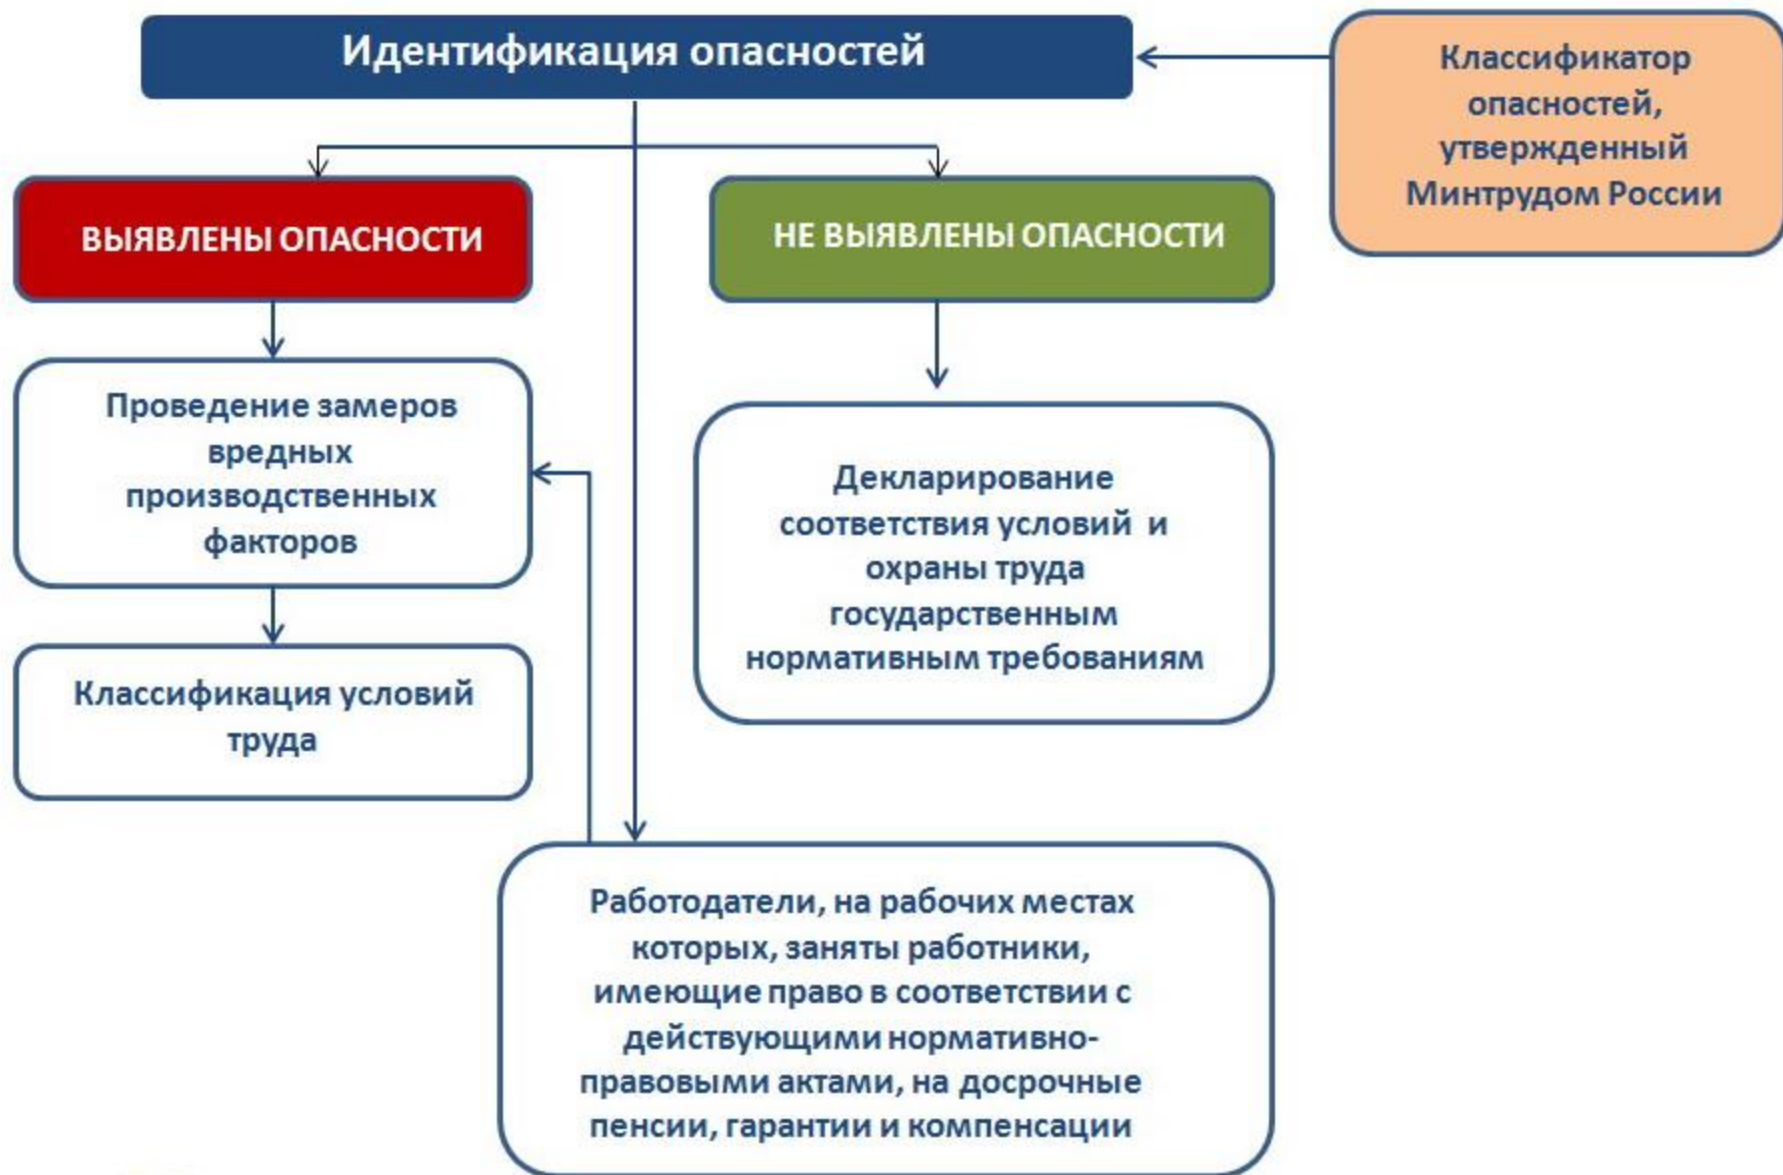 Идентификация опасностей
Классификатор
опасностей,
утвержденный
Минтрудом России
ВЫЯВЛЕНЫ ОПАСНОСТИ
НЕ ВЫЯВЛЕНЫ ОПАСНОСТИ
Проведение замеров
вредных
производственных
факторов
Декларирование
соответствия условий и
охраны труда
государственным
нормативным требованиям
Классификация условий
труда
Работодатели, на рабочих местах
которых, заняты работники,
имеющие право в соответствии с
действующими нормативно-
правовыми актами, на досрочные
пенсии, гарантии и компенсации